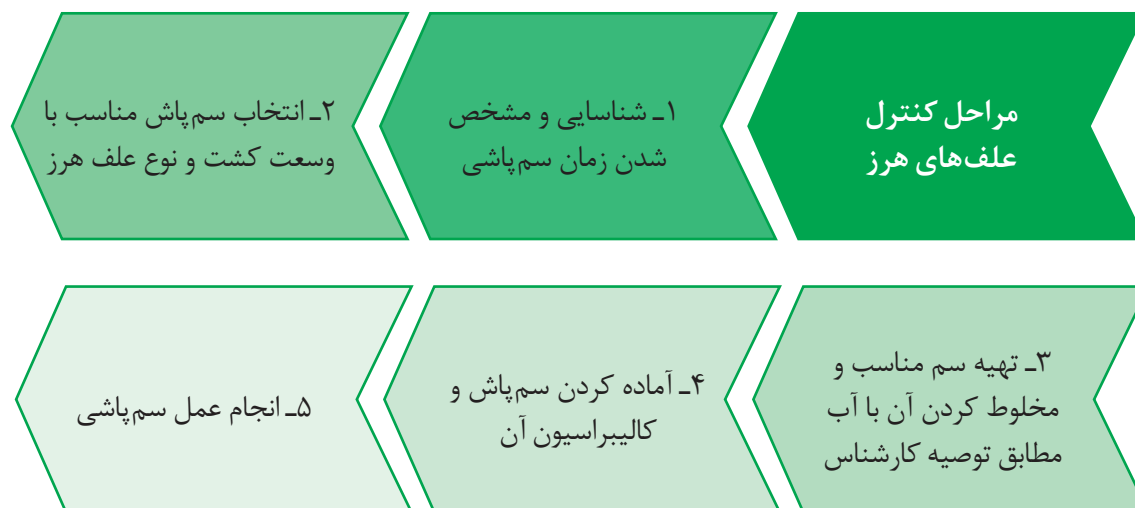 مراحل کنترل
علف‌های هرز
۱ـ شناسایی و مشخص
شدن زمان سم‌پاشی
۲ـ انتخاب سم‌پاش مناسب با
وسعت کشت و نوع علف هرز
۳ـ تهیه سم مناسب و
مخلوط کردن آن با آب
مطابق توصیه کارشناس
۴ـ آماده کردن سم‌پاش و
کالیبراسیون آن
۵ـ انجام عمل سم‌پاشی